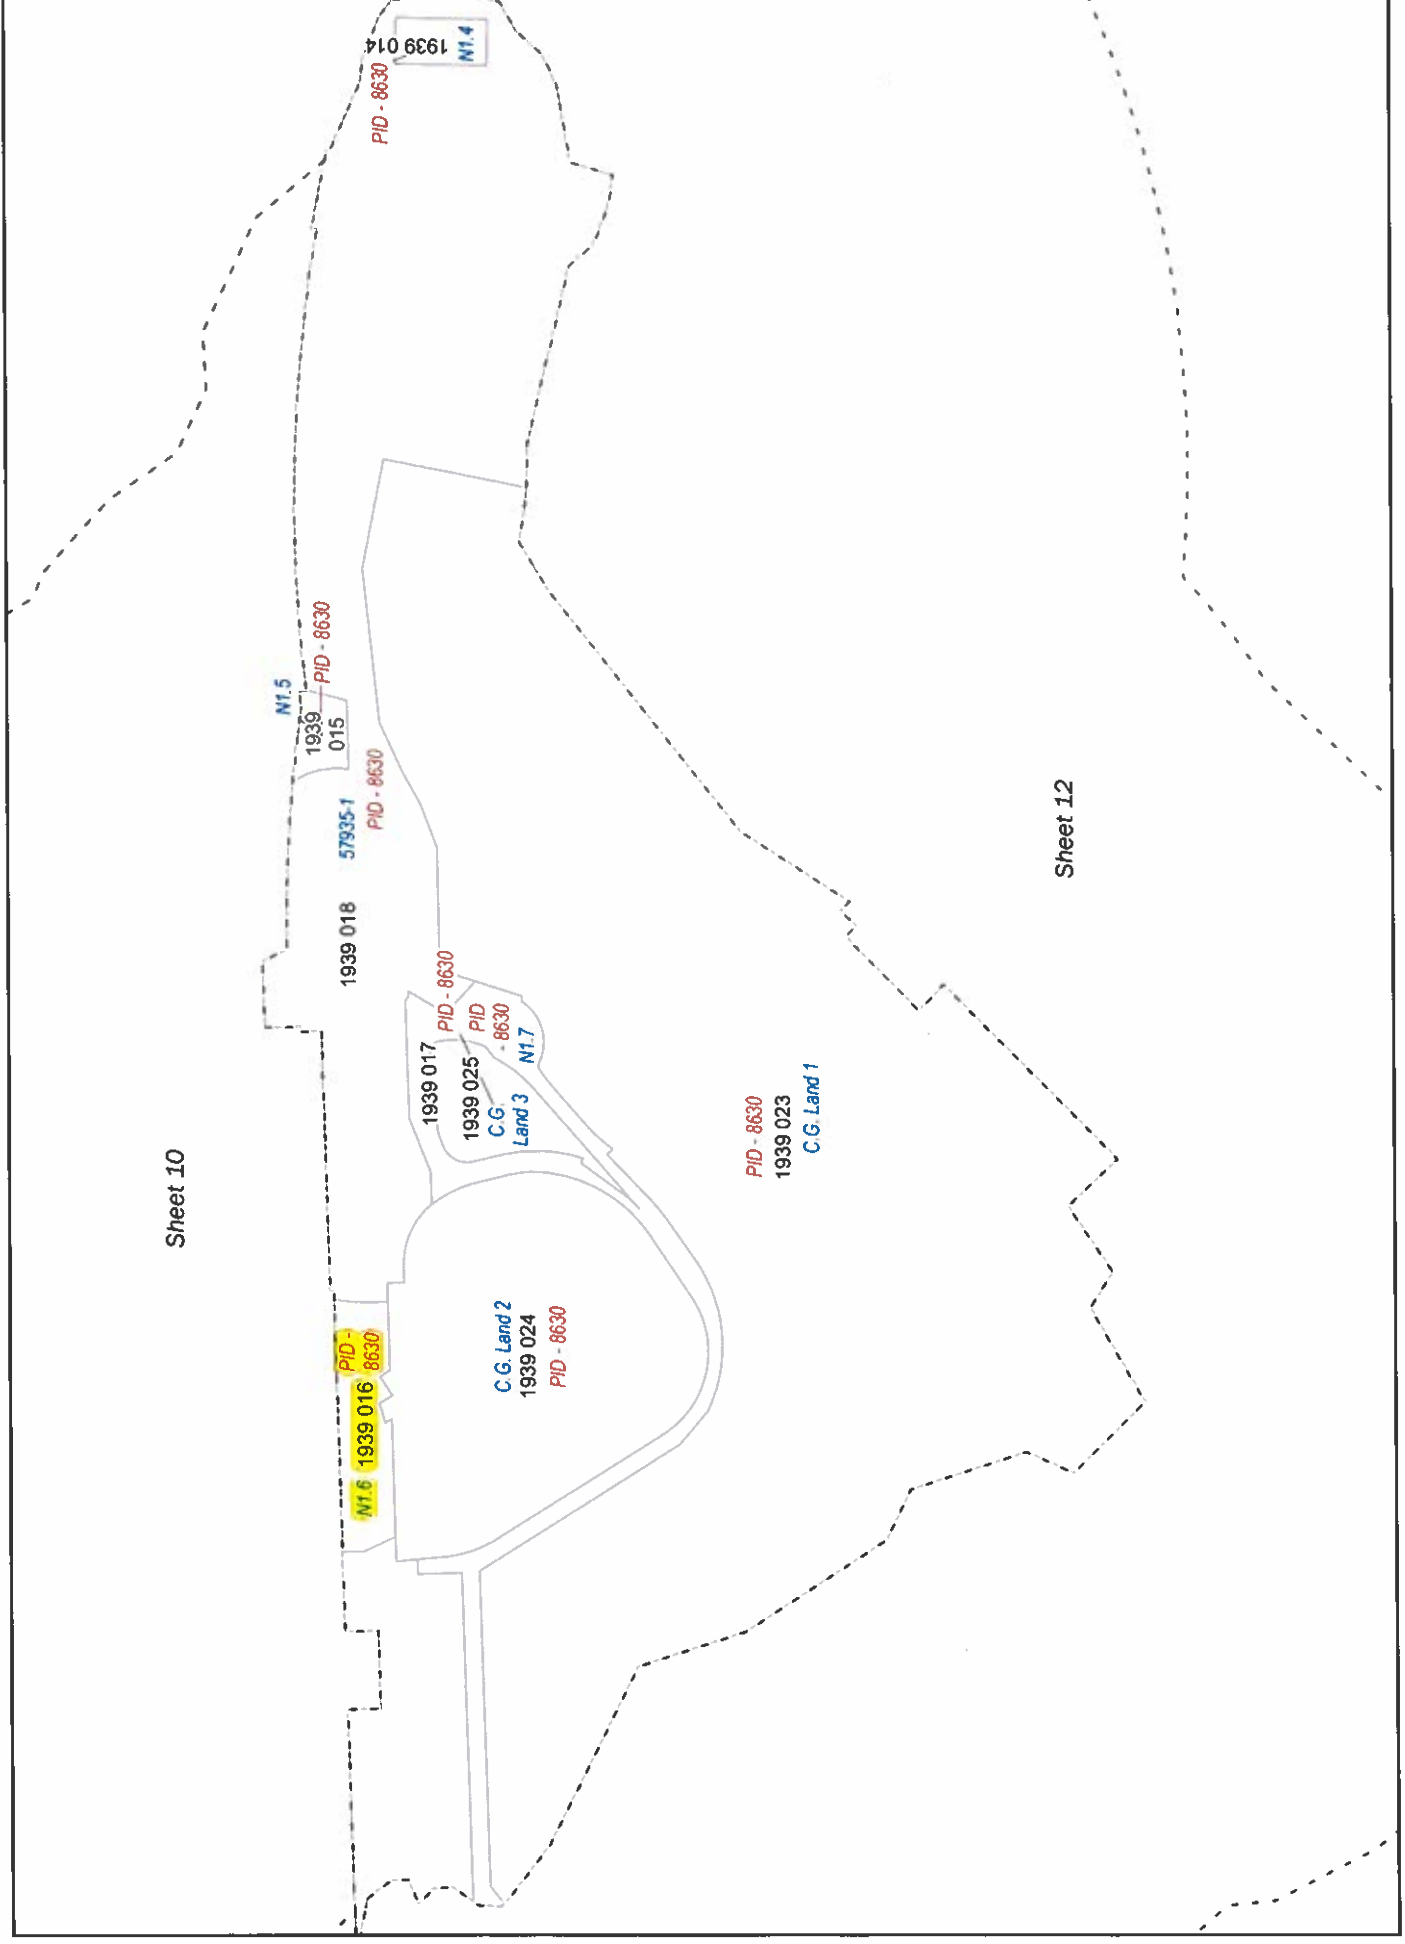 Sheet 10
N1.6 1939 016
PID -
8630
1939 018
57935-1
PID - 8630
N1.5
1939
015
PID - 8630
PID - 8630
1939 014
N1.4
1939 017
PID - 8630
1939 025
PID
- 8630
C.G.
Land 3
N1.7
C.G. Land 2
1939 024
PID - 8630
PID - 8630
1939 023
C.G. Land 1
Sheet 12